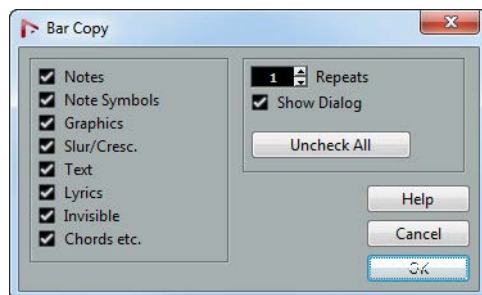 Bar Copy
Notes
Note Symbols
Graphics
Slur/Cresc.
Text
Lyrics
Invisible
Chords etc.
1 Repeats
Show Dialog
Uncheck All
Help
Cancel
OK